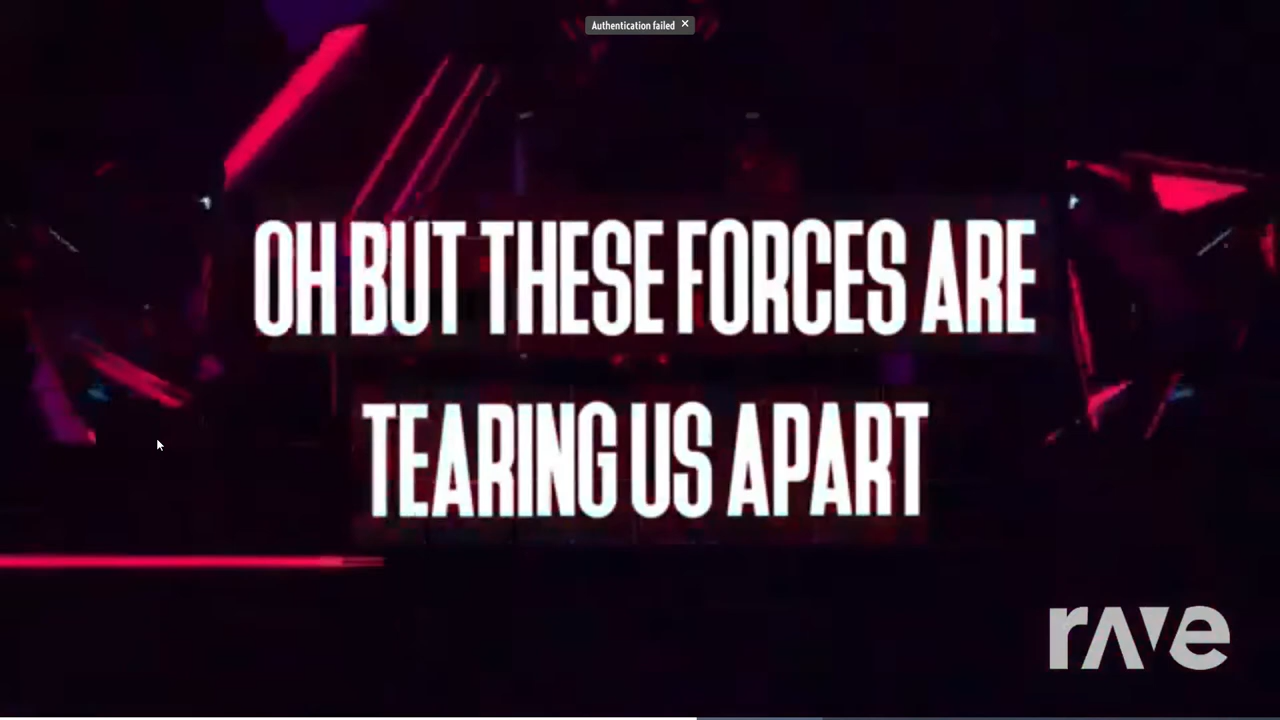 Authentication failed
OH BUT THESE FORCES ARE
TEARING US APART
rave